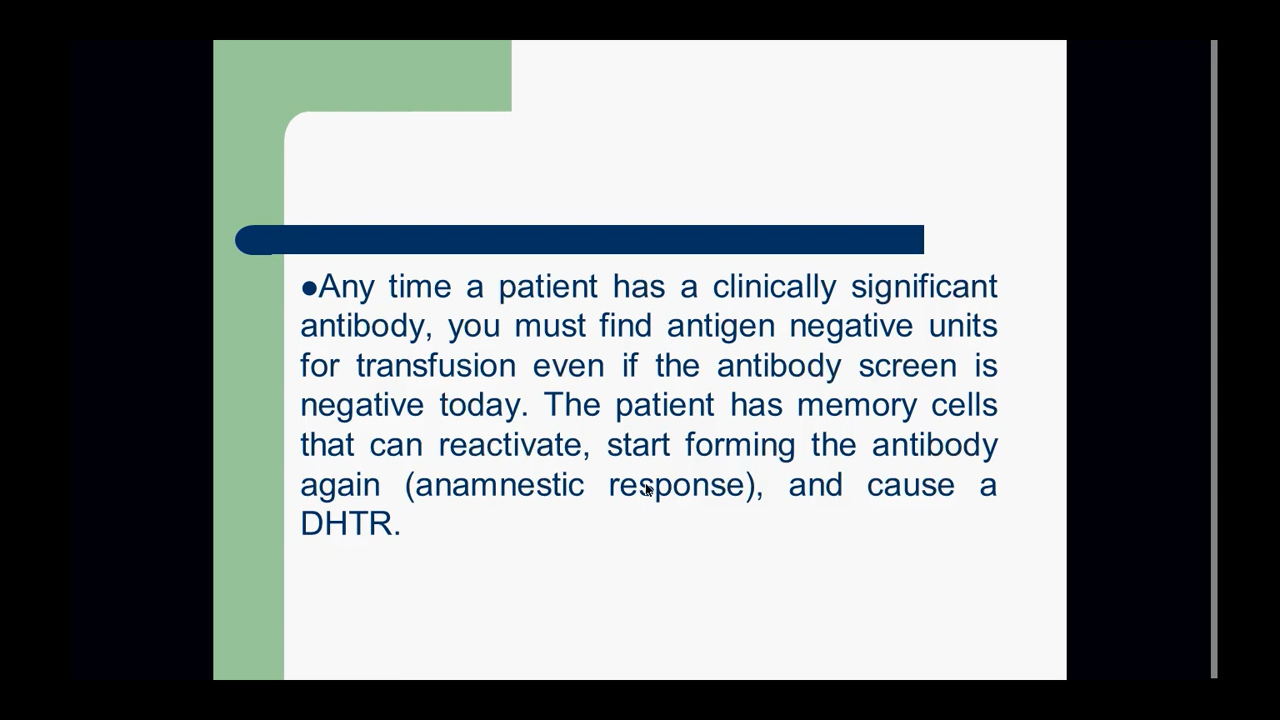 ●Any time a patient has a clinically significant
antibody, you must find antigen negative units
for transfusion even if the antibody screen is
negative today. The patient has memory cells
that can reactivate, start forming the antibody
again (anamnestic response), and cause a
DHTR.